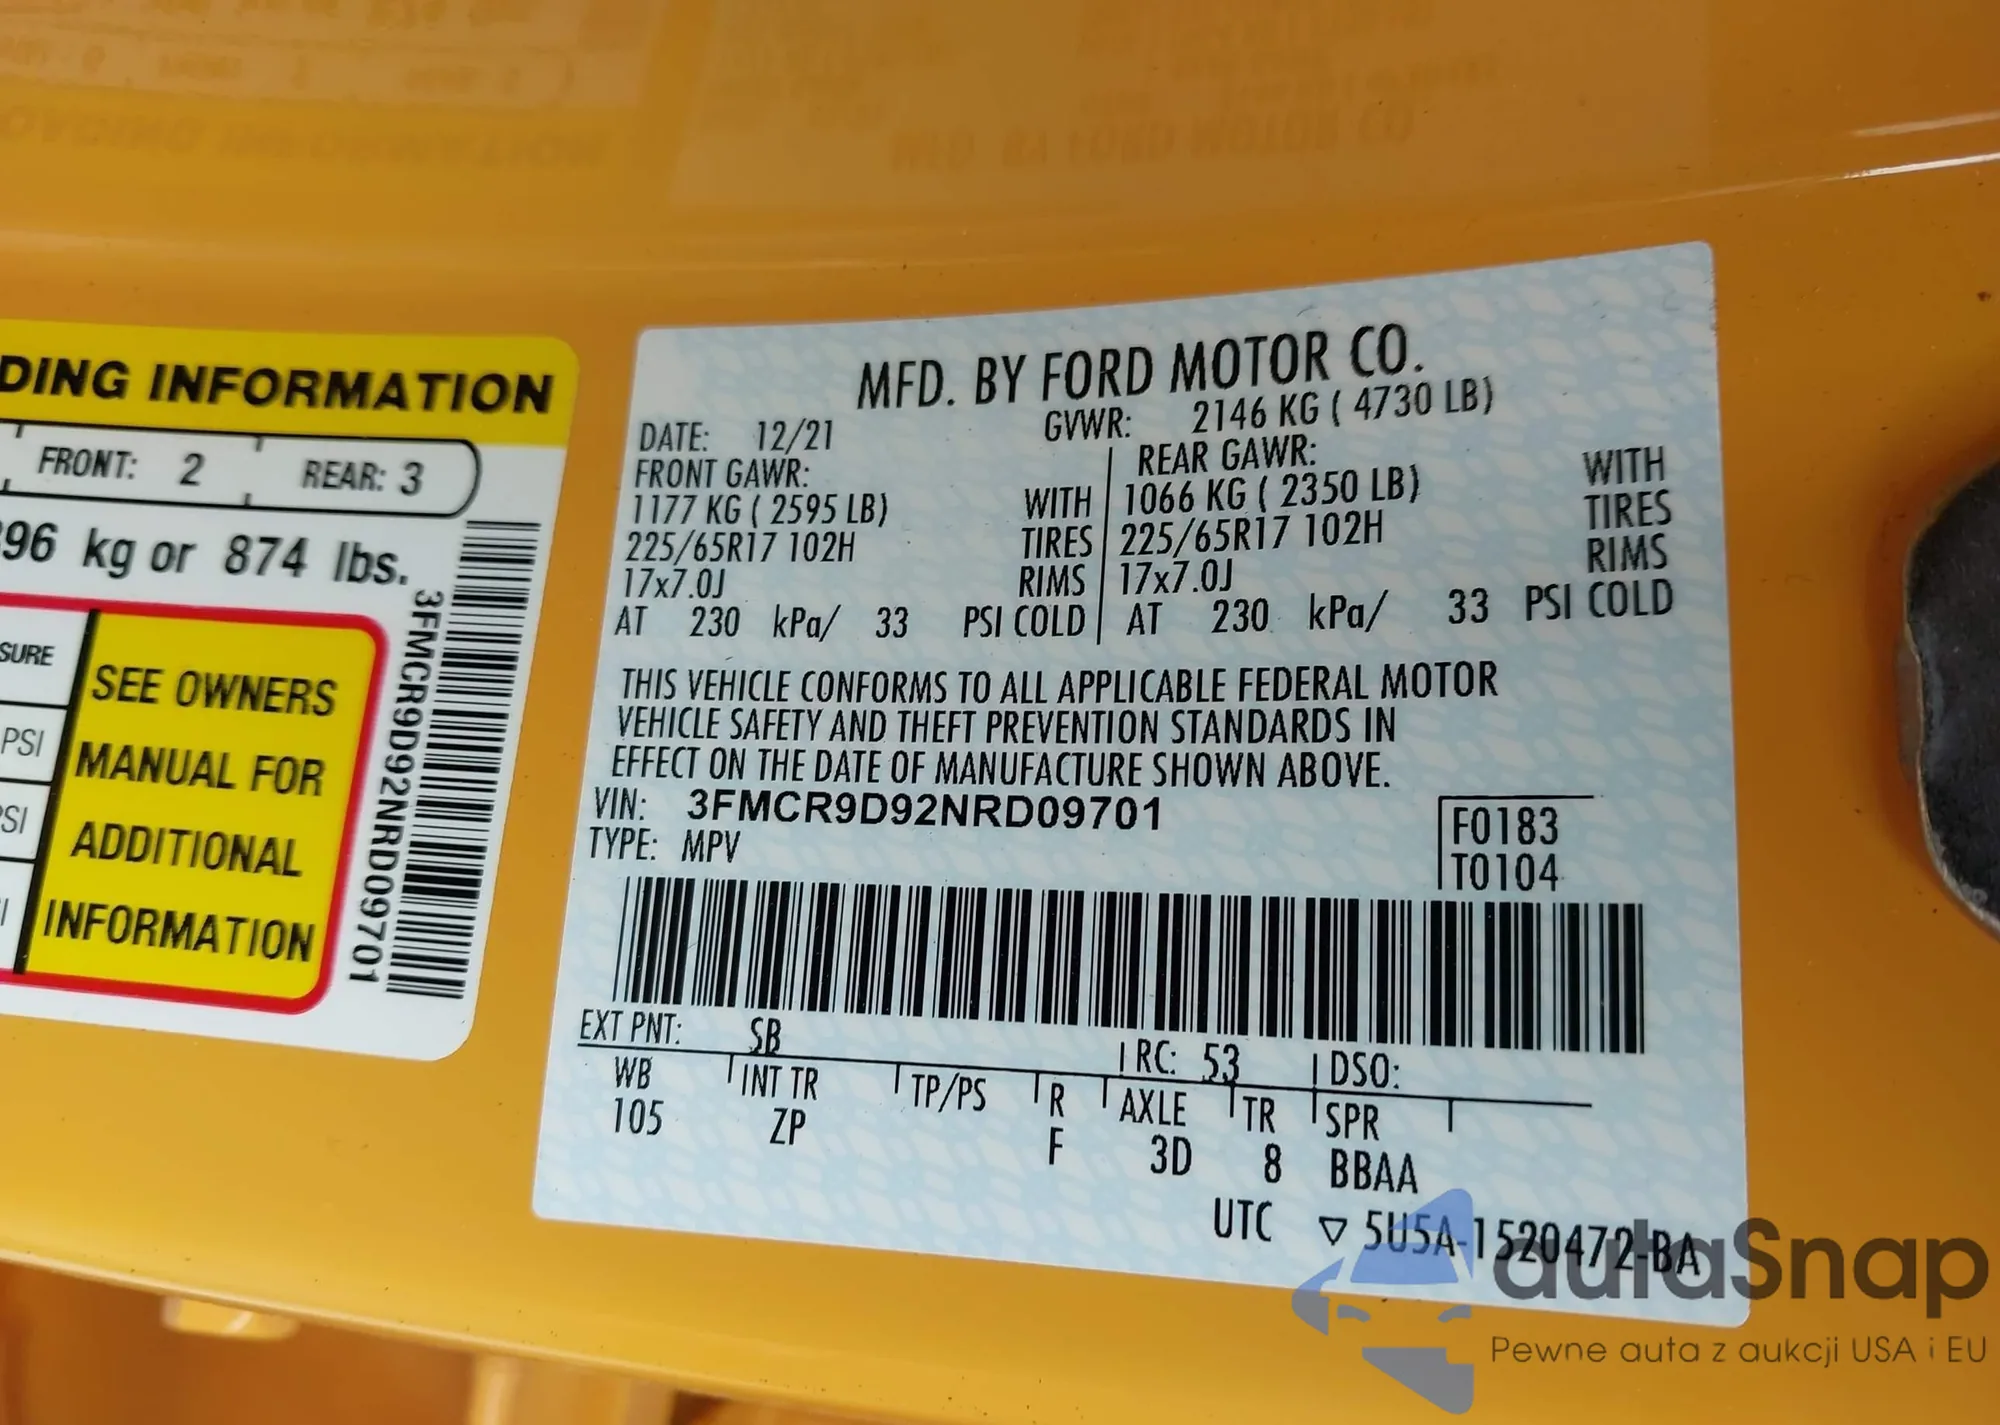 DING INFORMATION
FRONT: 2 REAR: 3
96 kg or 874 lbs.
SURE
PSI
PSI
SEE OWNERS
MANUAL FOR
ADDITIONAL
INFORMATION
3FMCR9D92NRD09701
MFD. BY FORD MOTOR CO.
DATE: 12/21 GVWR: 2146 KG ( 4730 LB)
FRONT GAWR: REAR GAWR:
1177 KG ( 2595 LB) WITH 1066 KG ( 2350 LB) WITH
225/65R17 102H TIRES 225/65R17 102H TIRES
17x7.0J RIMS 17x7.0J RIMS
AT 230 kPa/ 33 PSI COLD AT 230 kPa/ 33 PSI COLD
THIS VEHICLE CONFORMS TO ALL APPLICABLE FEDERAL MOTOR
VEHICLE SAFETY AND THEFT PREVENTION STANDARDS IN
EFFECT ON THE DATE OF MANUFACTURE SHOWN ABOVE.
VIN: 3FMCR9D92NRD09701 F0183
TYPE: MPV T0104
EXT PNT: SB RC: 53 DSO:
WB INT TR TP/PS R AXLE TR SPR
105 ZP F 3D 8 BBAA
UTC ▽ 5U5A-1520472-BA
autaSnap
Pewne auta z aukcji USA i EU